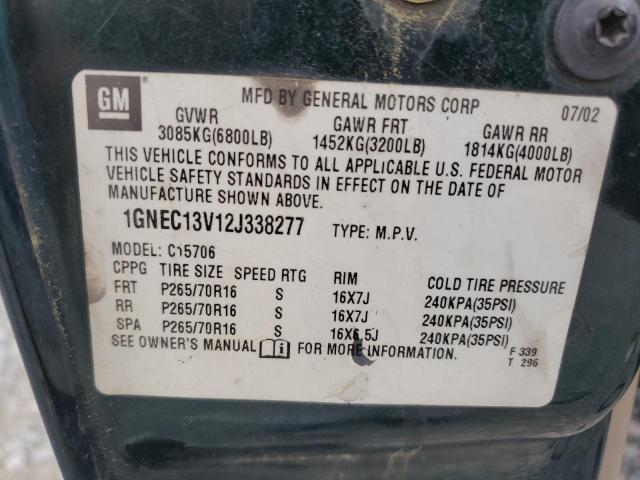 GM
MFD BY GENERAL MOTORS CORP 07/02
GVWR GAWR FRT GAWR RR
3085KG(6800LB) 1452KG(3200LB) 1814KG(4000LB)
THIS VEHICLE CONFORMS TO ALL APPLICABLE U.S. FEDERAL MOTOR
VEHICLE SAFETY STANDARDS IN EFFECT ON THE DATE OF
MANUFACTURE SHOWN ABOVE.
1GNEC13V12J338277 TYPE: M.P.V.
MODEL: C15706
CPPG TIRE SIZE SPEED RTG RIM COLD TIRE PRESSURE
FRT P265/70R16 S 16X7J 240KPA(35PSI)
RR P265/70R16 S 16X7J 240KPA(35PSI)
SPA P265/70R16 S 16X6.5J 240KPA(35PSI)
SEE OWNER'S MANUAL i FOR MORE INFORMATION.
F 339
T 296